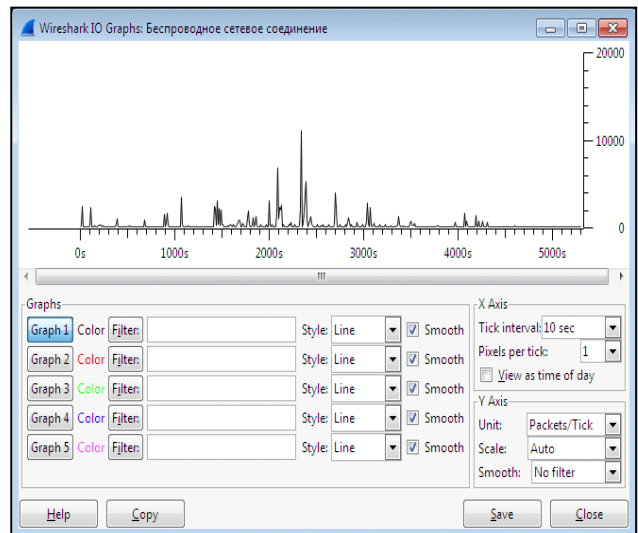 Wireshark IO Graphs: Беспроводное сетевое соединение
20000
10000
0
0s 1000s 2000s 3000s 4000s 5000s
Graphs
Graph 1 Color Filter: Style: Line Smooth
Graph 2 Color Filter: Style: Line Smooth
Graph 3 Color Filter: Style: Line Smooth
Graph 4 Color Filter: Style: Line Smooth
Graph 5 Color Filter: Style: Line Smooth
X Axis
Tick interval: 10 sec
Pixels per tick: 1
View as time of day
Y Axis
Unit: Packets/Tick
Scale: Auto
Smooth: No filter
Help Copy Save Close